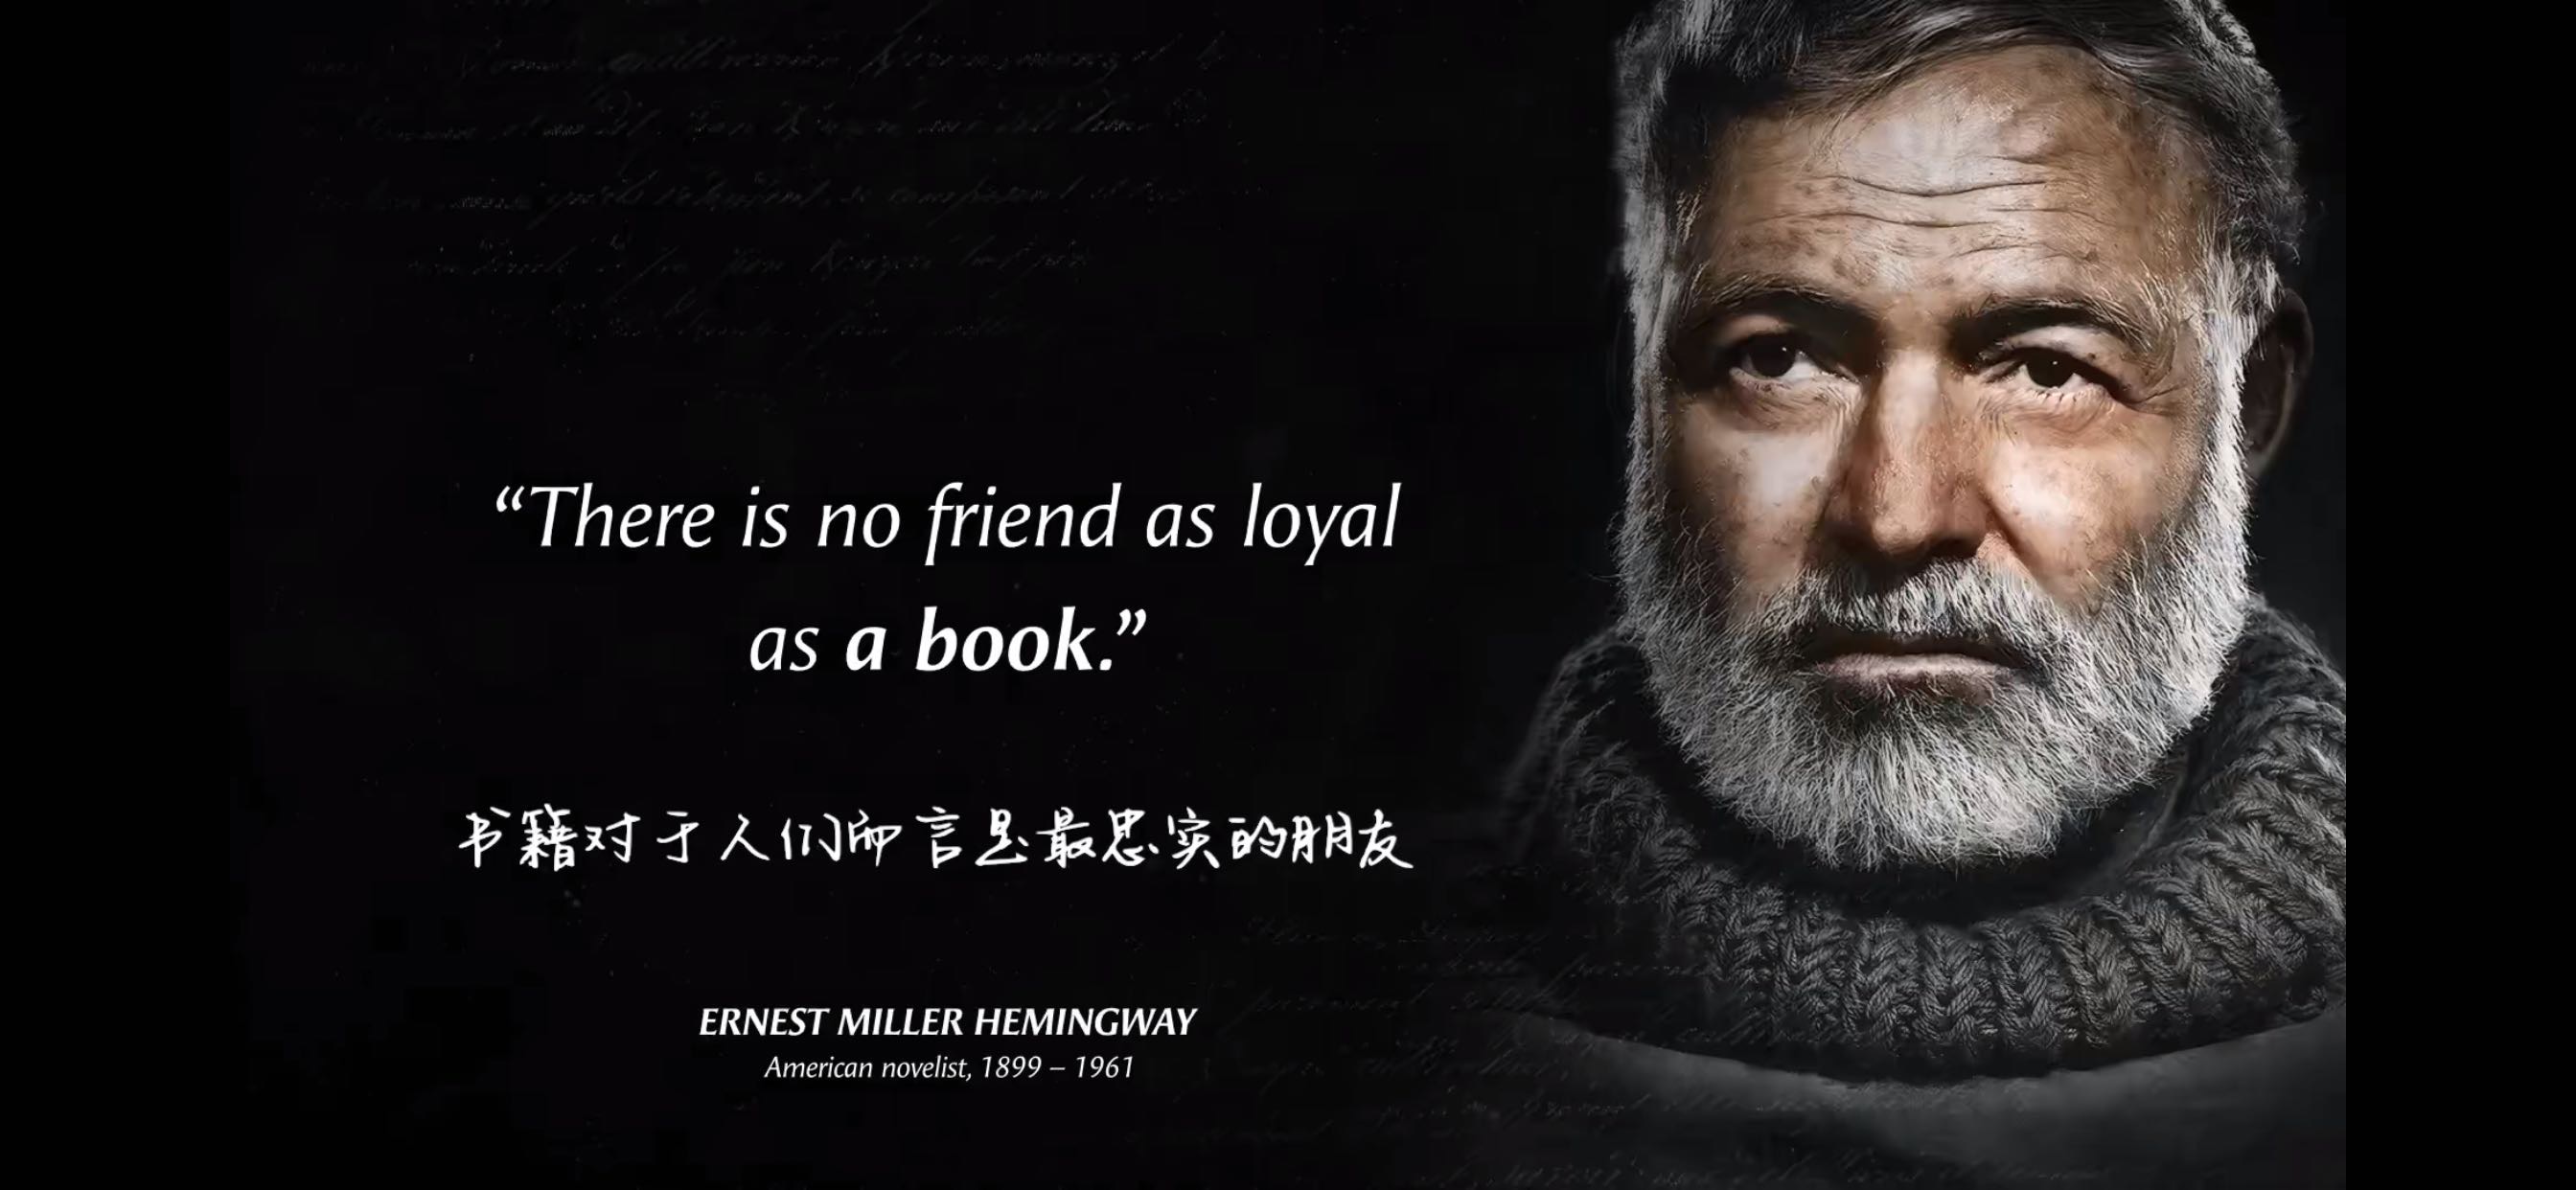 “There is no friend as loyal
as a book.”
书籍对于人们而言是最忠实的朋友
ERNEST MILLER HEMINGWAY
American novelist, 1899 – 1961